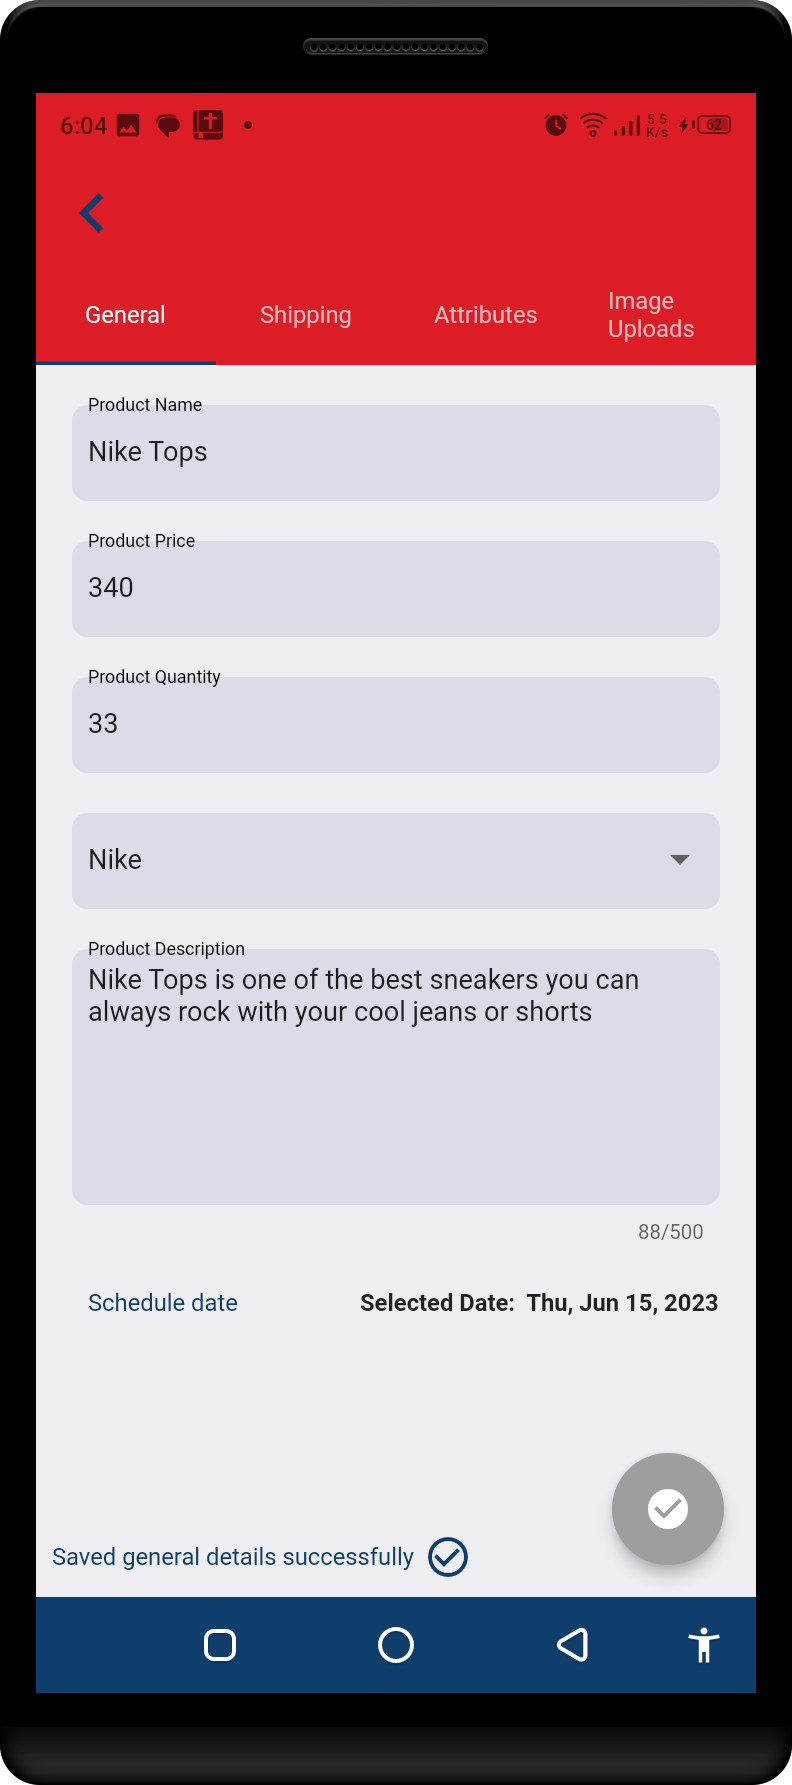 6:04
5.5
K/s
62
General
Shipping
Attributes
Image
Uploads
Product Name
Nike Tops
Product Price
340
Product Quantity
33
Nike
Product Description
Nike Tops is one of the best sneakers you can
always rock with your cool jeans or shorts
88/500
Schedule date
Selected Date: Thu, Jun 15, 2023
Saved general details successfully